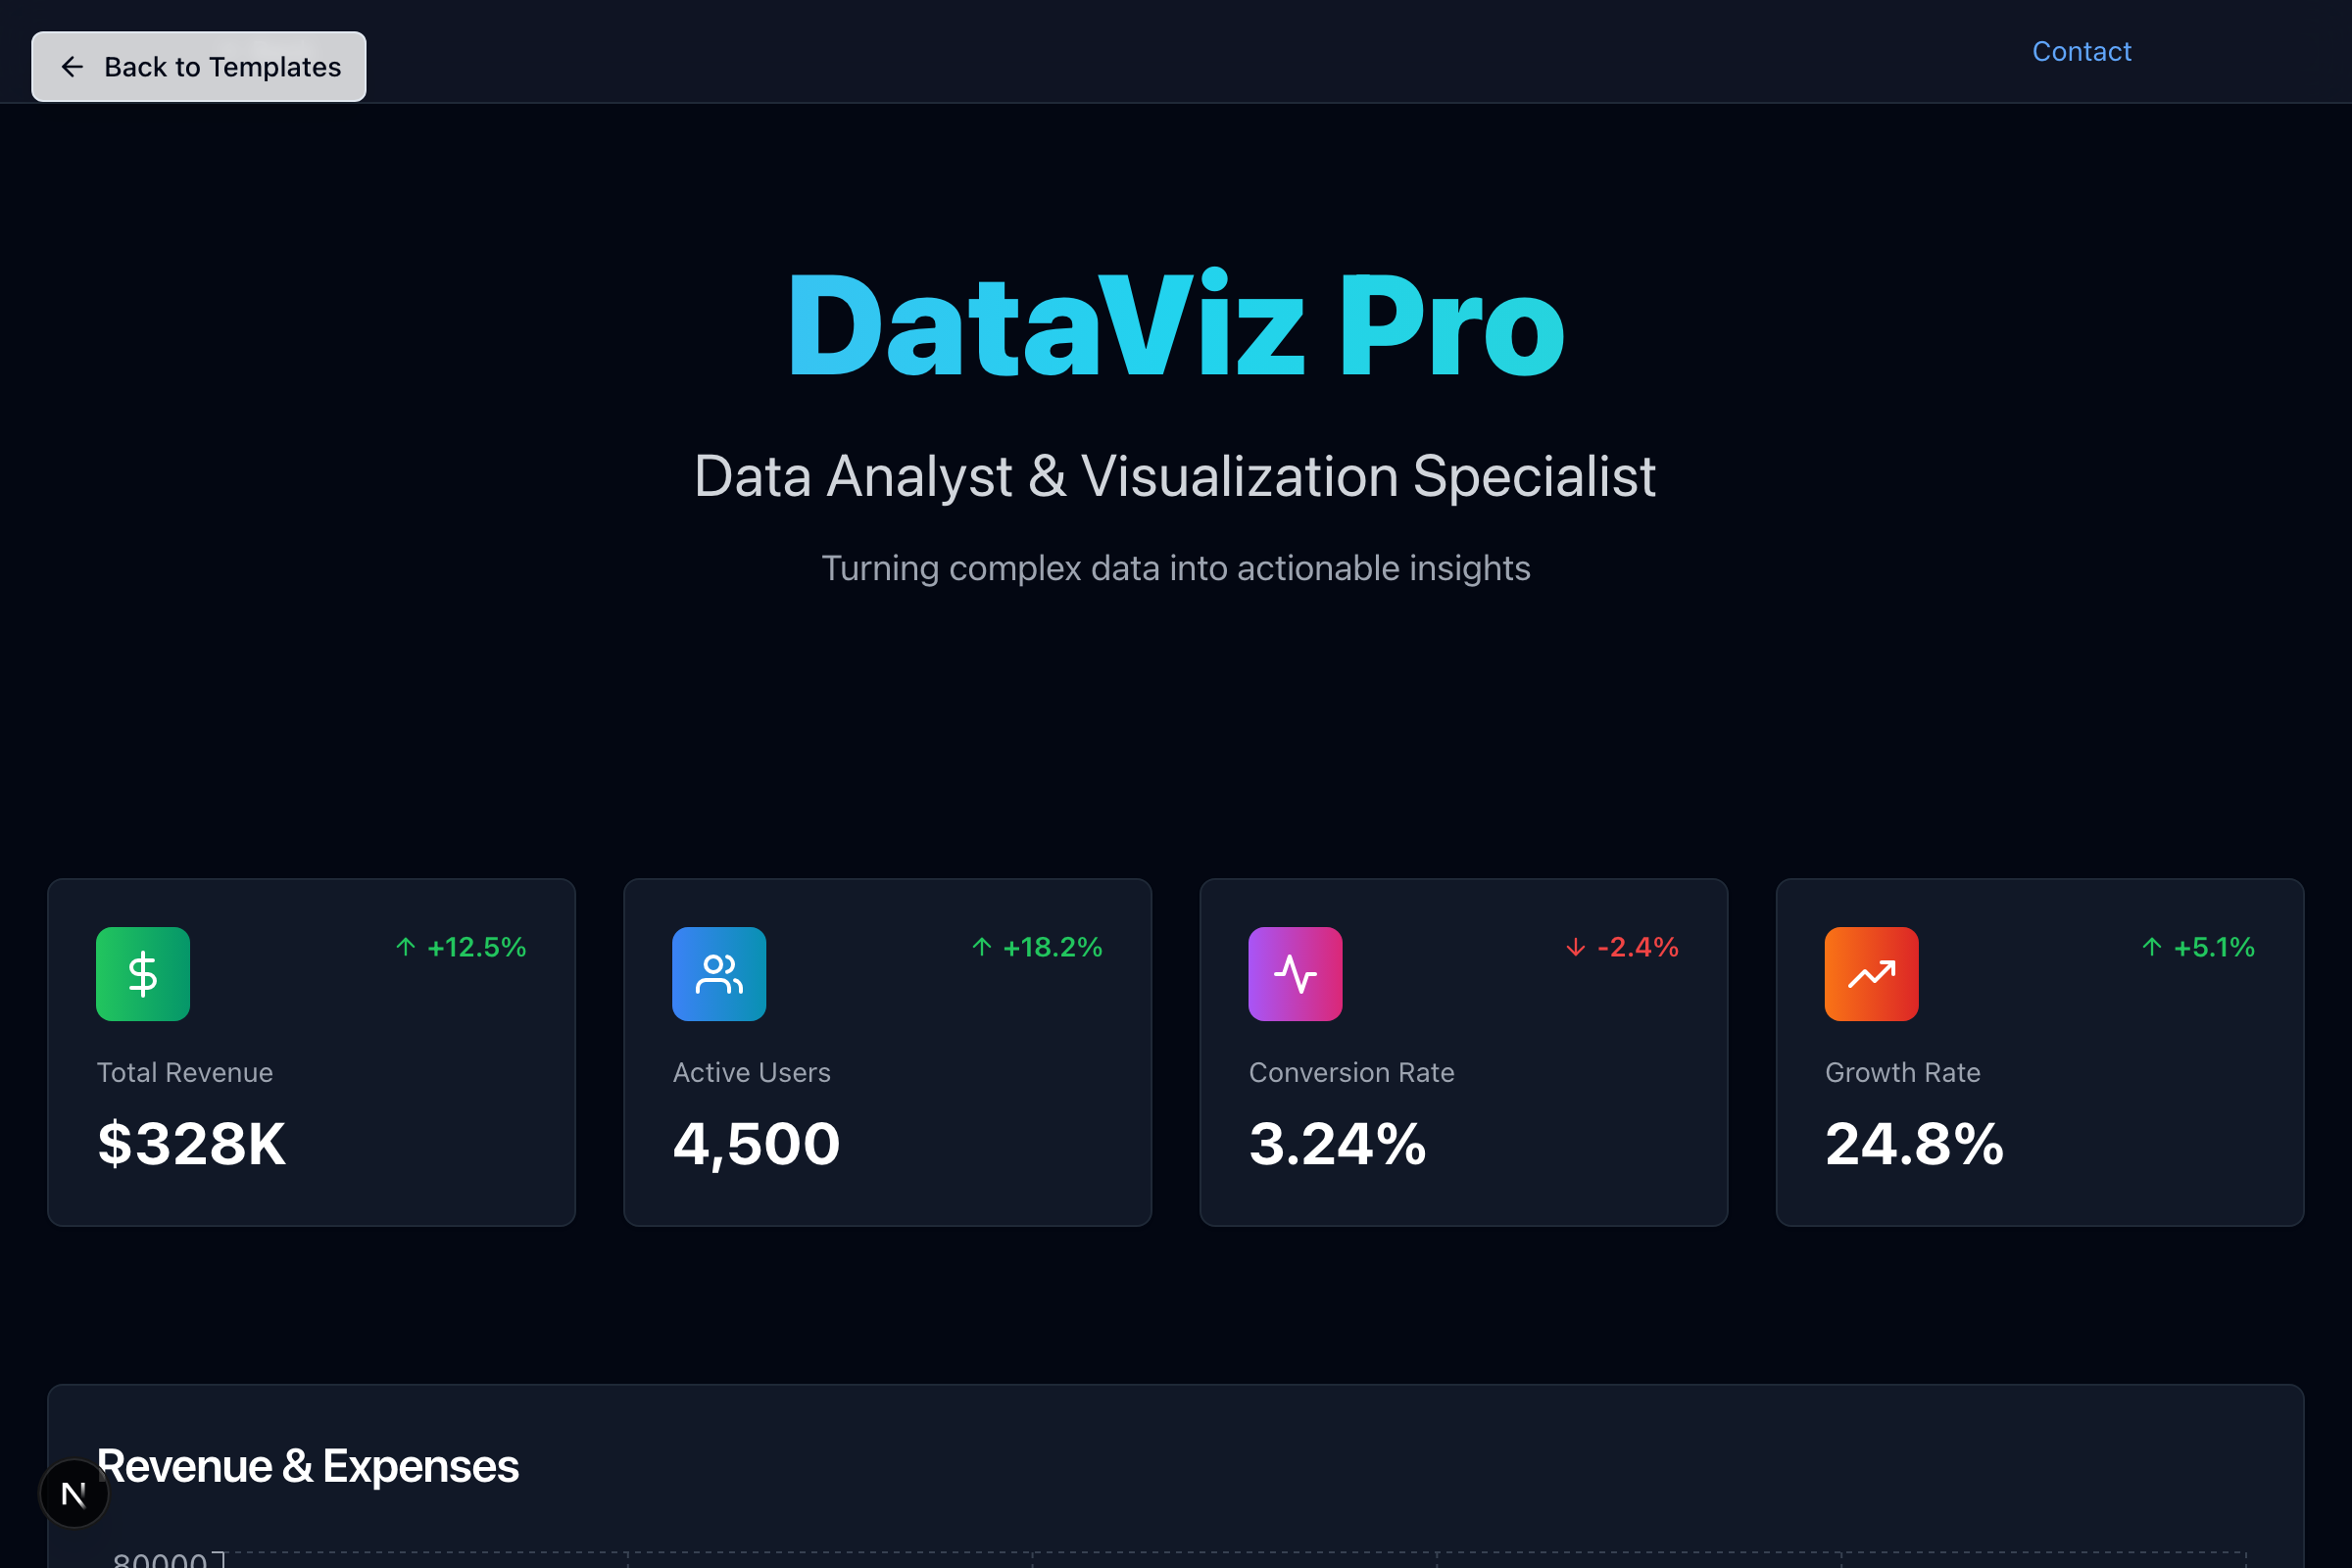 Back to Templates
Contact
DataViz Pro
Data Analyst & Visualization Specialist
Turning complex data into actionable insights
+12.5%
Total Revenue
$328K
+18.2%
Active Users
4,500
-2.4%
Conversion Rate
3.24%
+5.1%
Growth Rate
24.8%
Revenue & Expenses
N
80000